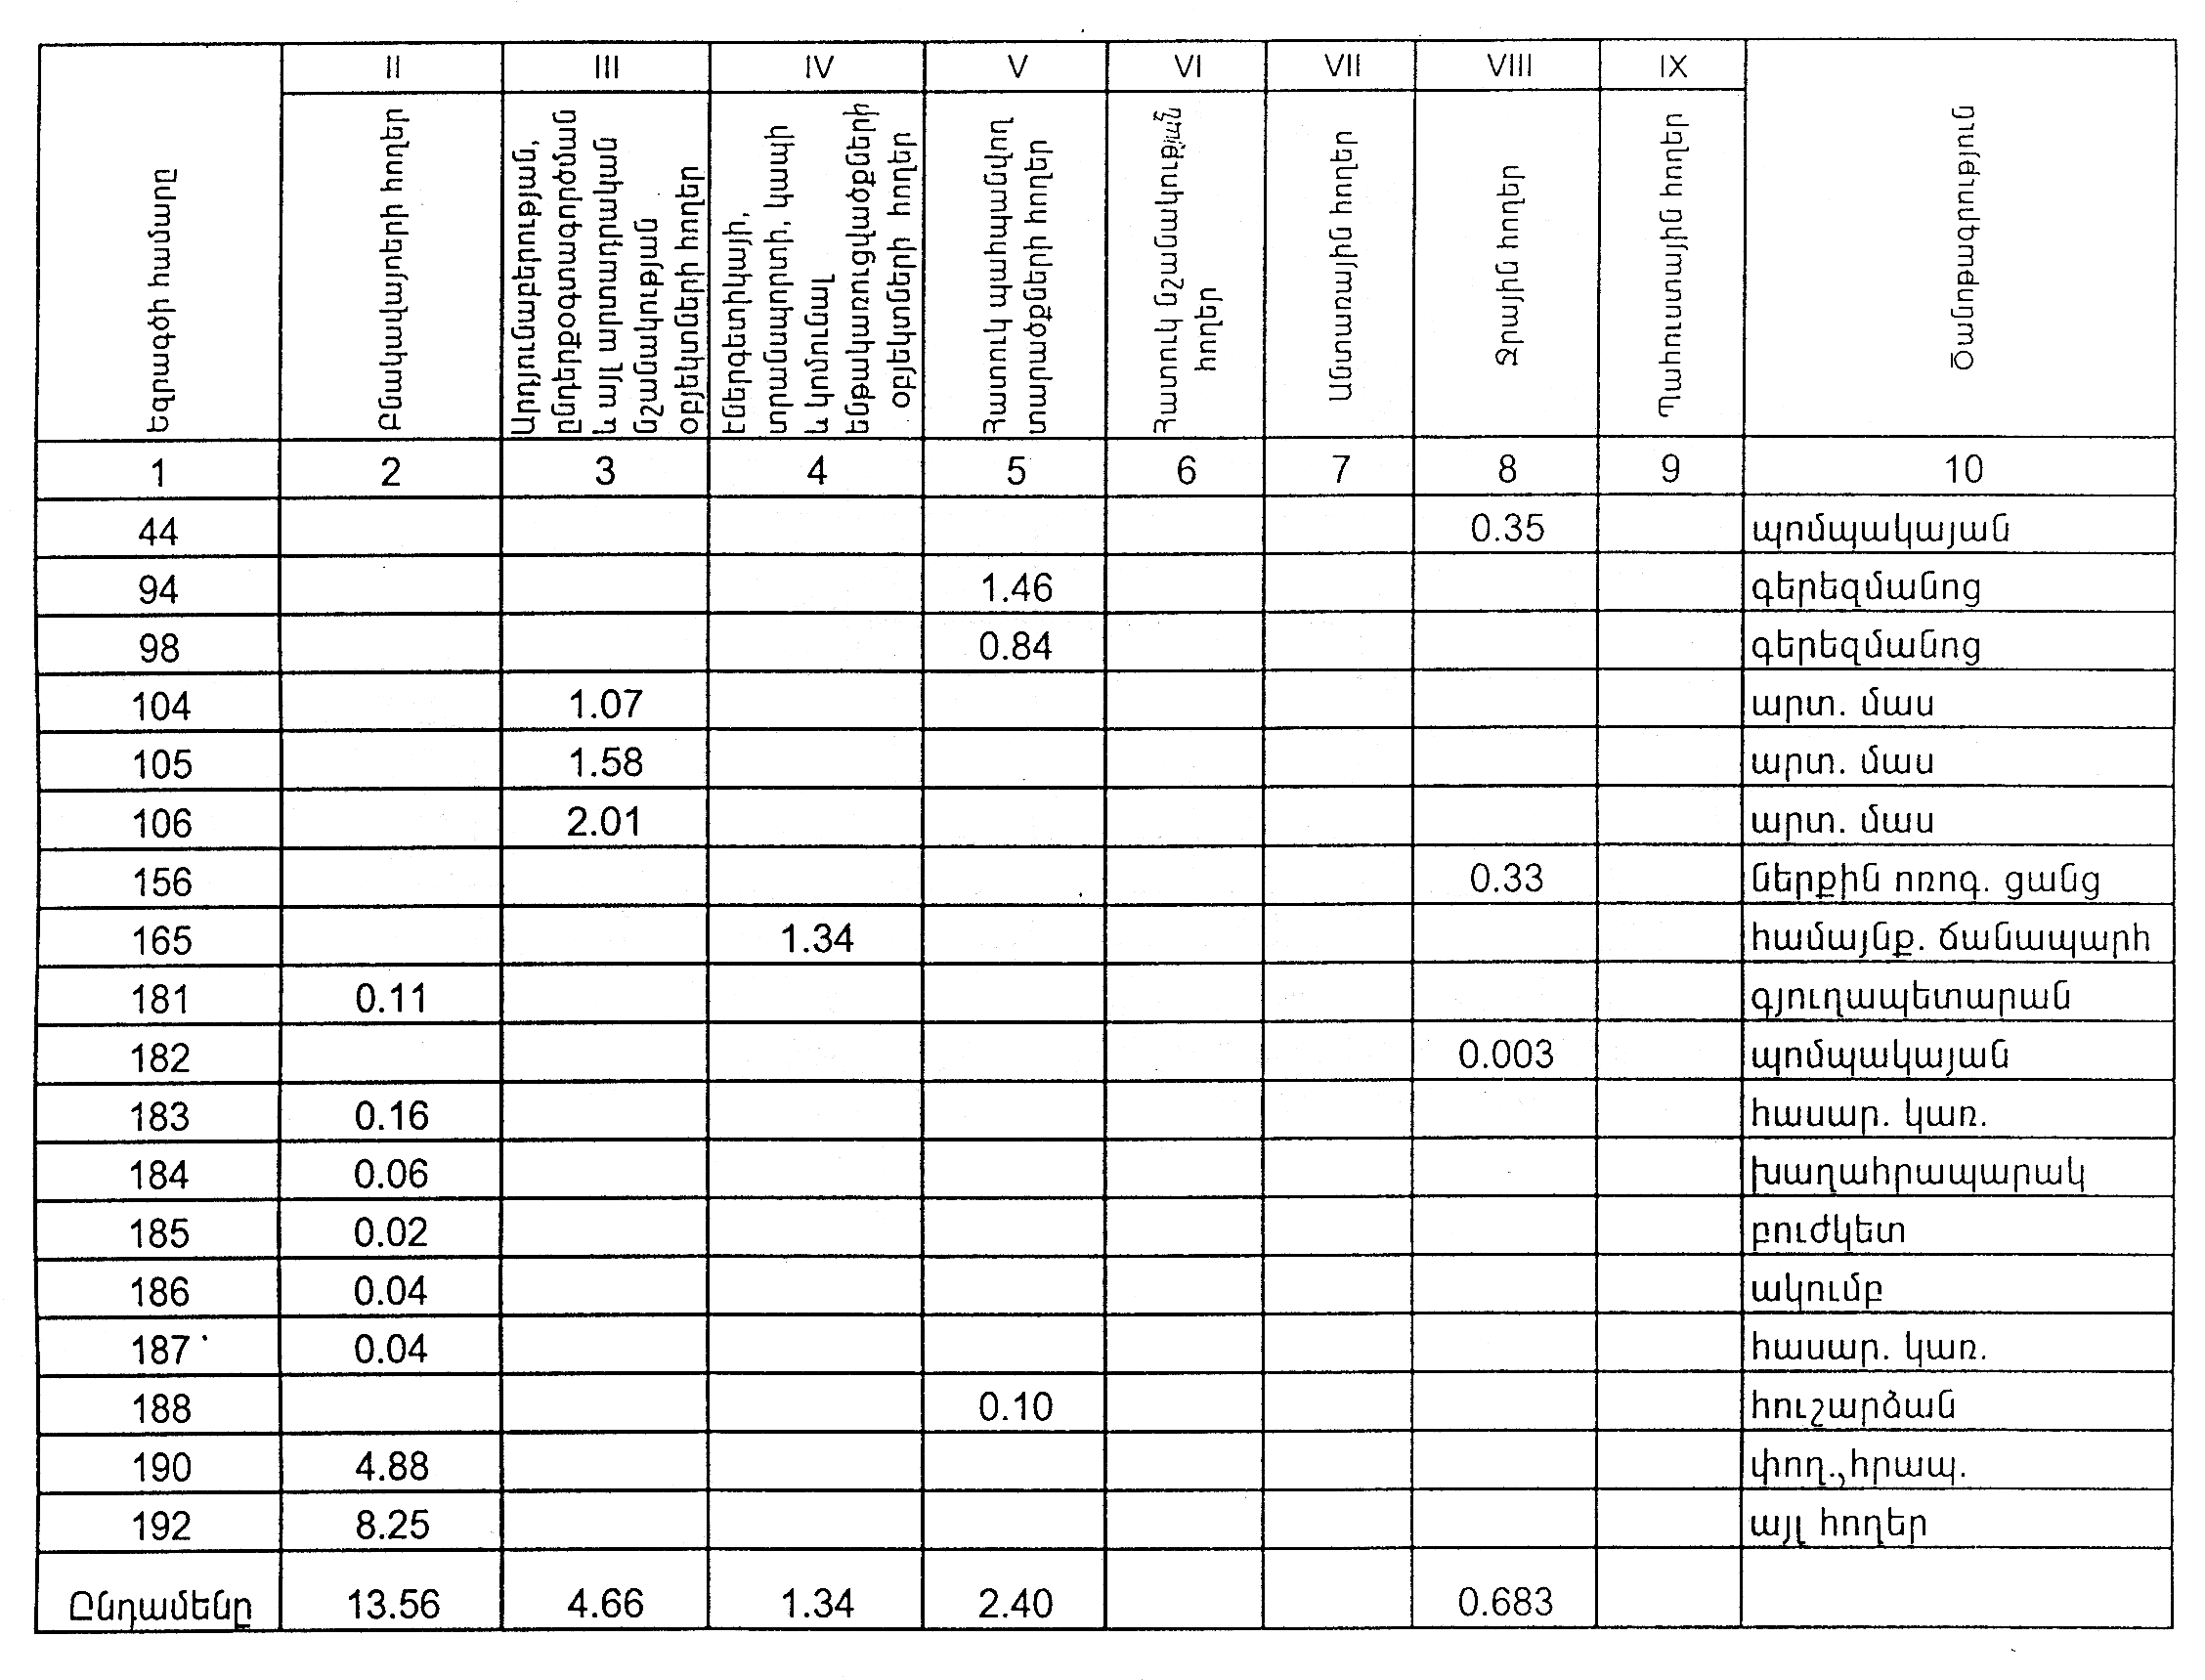 II III IV V VI VII VIII IX
Եզրագծի համարը
Բնակավայրերի հողեր
Արդյունաբերության,
ընդերքօգտագործման
և այլ արտադրական
նշանակության
օբյեկտների հողեր
Էներգետիկայի,
տրանսպորտի, կապի
և կոմունալ
ենթակառուցվածքների
օբյեկտների հողեր
Հատուկ պահպանվող
տարածքների հողեր
Հատուկ նշանակության
հողեր
Անտառային հողեր
Ջրային հողեր
Պահուստային հողեր
Ծանոթագրություն
1 2 3 4 5 6 7 8 9 10
44 0.35 պոմպակայան
94 1.46 գերեզմանոց
98 0.84 գերեզմանոց
104 1.07 արտ. մաս
105 1.58 արտ. մաս
106 2.01 արտ. մաս
156 0.33 ներքին ոռոգ. ցանց
165 1.34 համայնք. ճանապարհ
181 0.11 գյուղապետարան
182 0.003 պոմպակայան
183 0.16 հասար. կառ.
184 0.06 խաղահրապարակ
185 0.02 բուժկետ
186 0.04 ակումբ
187 0.04 հասար. կառ.
188 0.10 հուշարձան
190 4.88 փող.,հրապ.
192 8.25 այլ հողեր
Ընդամենը 13.56 4.66 1.34 2.40 0.683